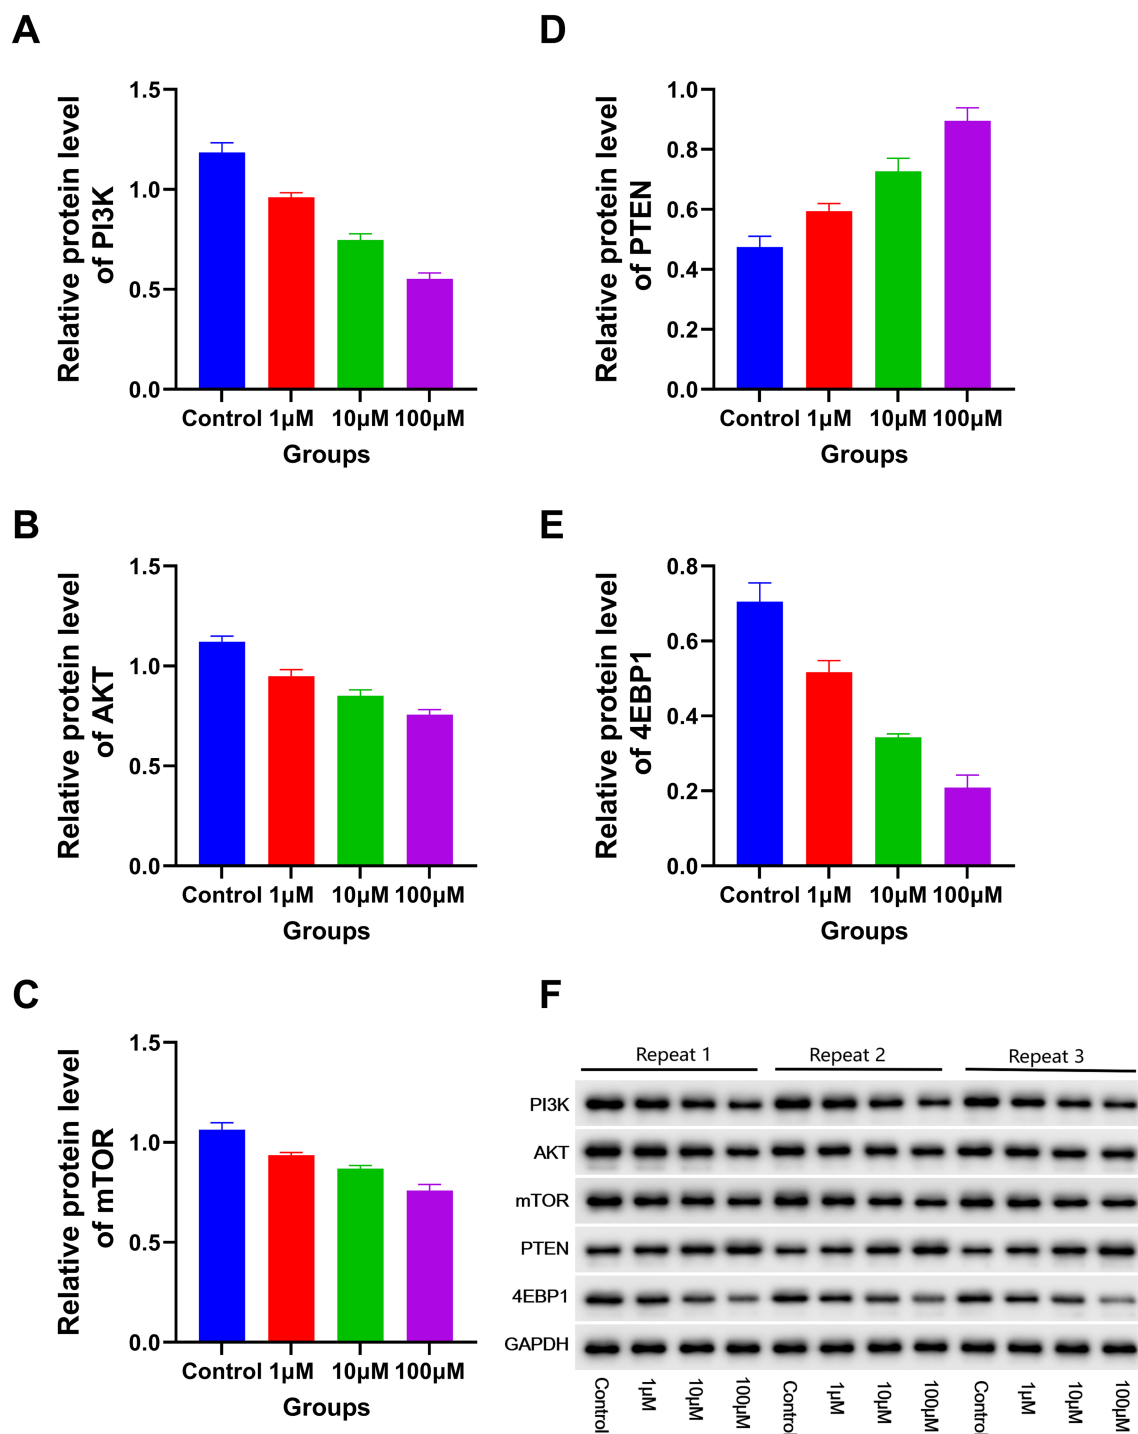 A
Relative protein level
of PI3K
1.5
1.0
0.5
0.0
Control 1μM 10μM 100μM
Groups
D
Relative protein level
of PTEN
1.0
0.8
0.6
0.4
0.2
0.0
Control 1μM 10μM 100μM
Groups
B
Relative protein level
of AKT
1.5
1.0
0.5
0.0
Control 1μM 10μM 100μM
Groups
E
Relative protein level
of 4EBP1
0.8
0.6
0.4
0.2
0.0
Control 1μM 10μM 100μM
Groups
C
Relative protein level
of mTOR
1.5
1.0
0.5
0.0
Control 1μM 10μM 100μM
Groups
F
Repeat 1 Repeat 2 Repeat 3
PI3K
AKT
mTOR
PTEN
4EBP1
GAPDH
Control 1μM 10μM 100μM Control 1μM 10μM 100μM Control 1μM 10μM 100μM